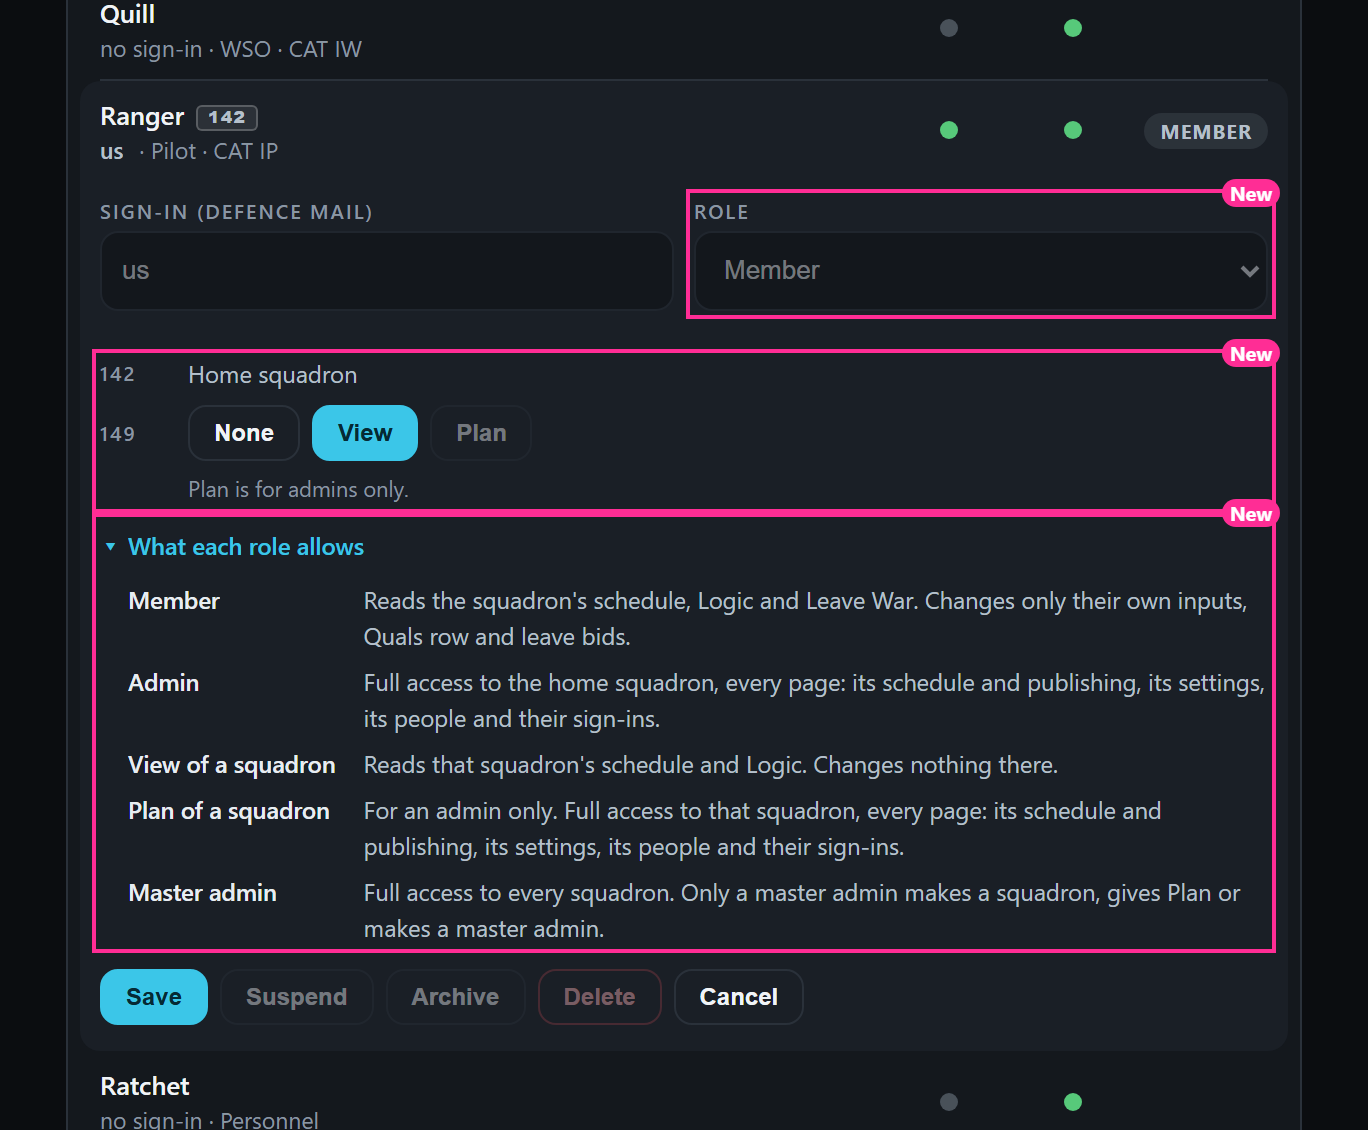 Quill
no sign-in · WSO · CAT IW
Ranger 142
us · Pilot · CAT IP
MEMBER
SIGN-IN (DEFENCE MAIL)
us
New
ROLE
Member
New
142 Home squadron
149 None View Plan
Plan is for admins only.
New
What each role allows
Member Reads the squadron's schedule, Logic and Leave War. Changes only their own inputs,
Quals row and leave bids.
Admin Full access to the home squadron, every page: its schedule and publishing, its settings,
its people and their sign-ins.
View of a squadron Reads that squadron's schedule and Logic. Changes nothing there.
Plan of a squadron For an admin only. Full access to that squadron, every page: its schedule and
publishing, its settings, its people and their sign-ins.
Master admin Full access to every squadron. Only a master admin makes a squadron, gives Plan or
makes a master admin.
Save Suspend Archive Delete Cancel
Ratchet
no sign-in · Personnel